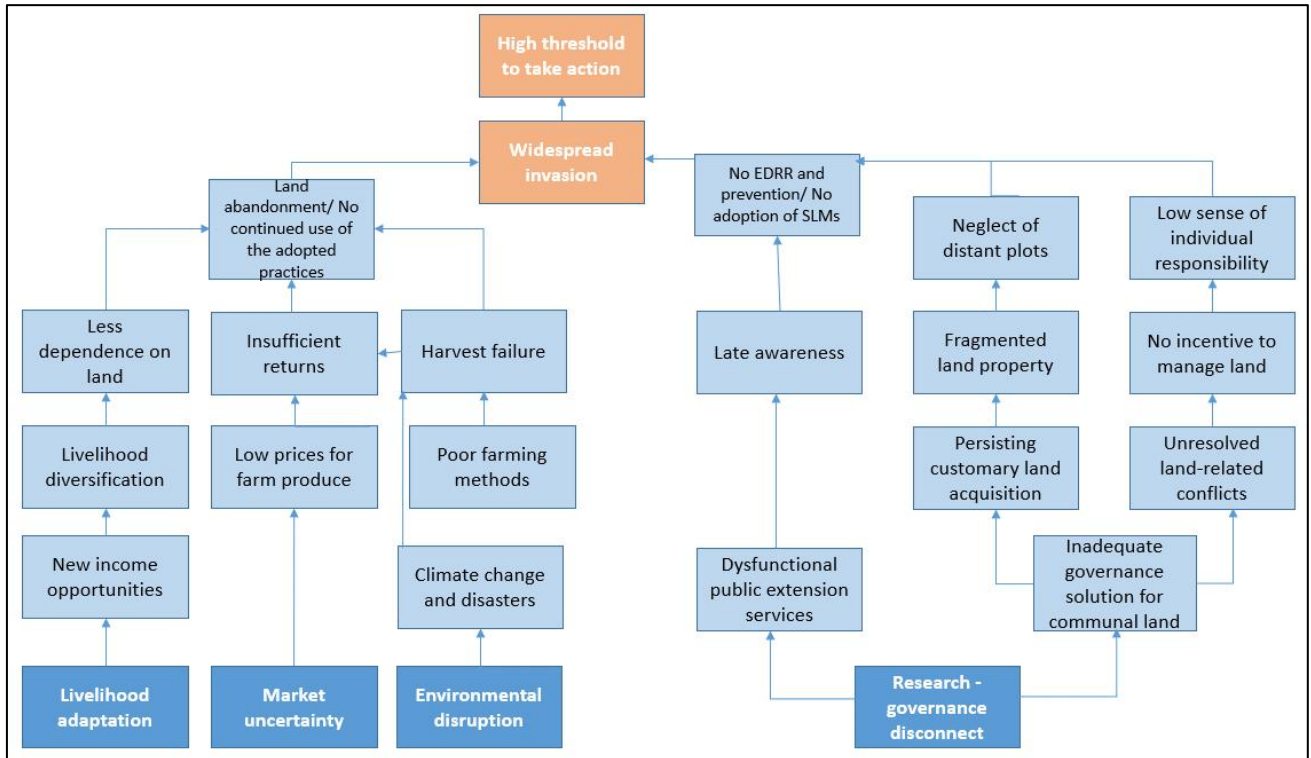 High threshold
to take action
Widespread
invasion
Land
abandonment/ No
continued use of
the adopted
practices
No EDRR and
prevention/ No
adoption of SLMs
Neglect of
distant plots
Low sense of
individual
responsibility
Less
dependence on
land
Insufficient
returns
Harvest failure
Late awareness
Fragmented
land property
No incentive to
manage land
Livelihood
diversification
Low prices for
farm produce
Poor farming
methods
Persisting
customary land
acquisition
Unresolved
land-related
conflicts
New income
opportunities
Climate change
and disasters
Dysfunctional
public extension
services
Inadequate
governance
solution for
communal land
Livelihood
adaptation
Market
uncertainty
Environmental
disruption
Research -
governance
disconnect